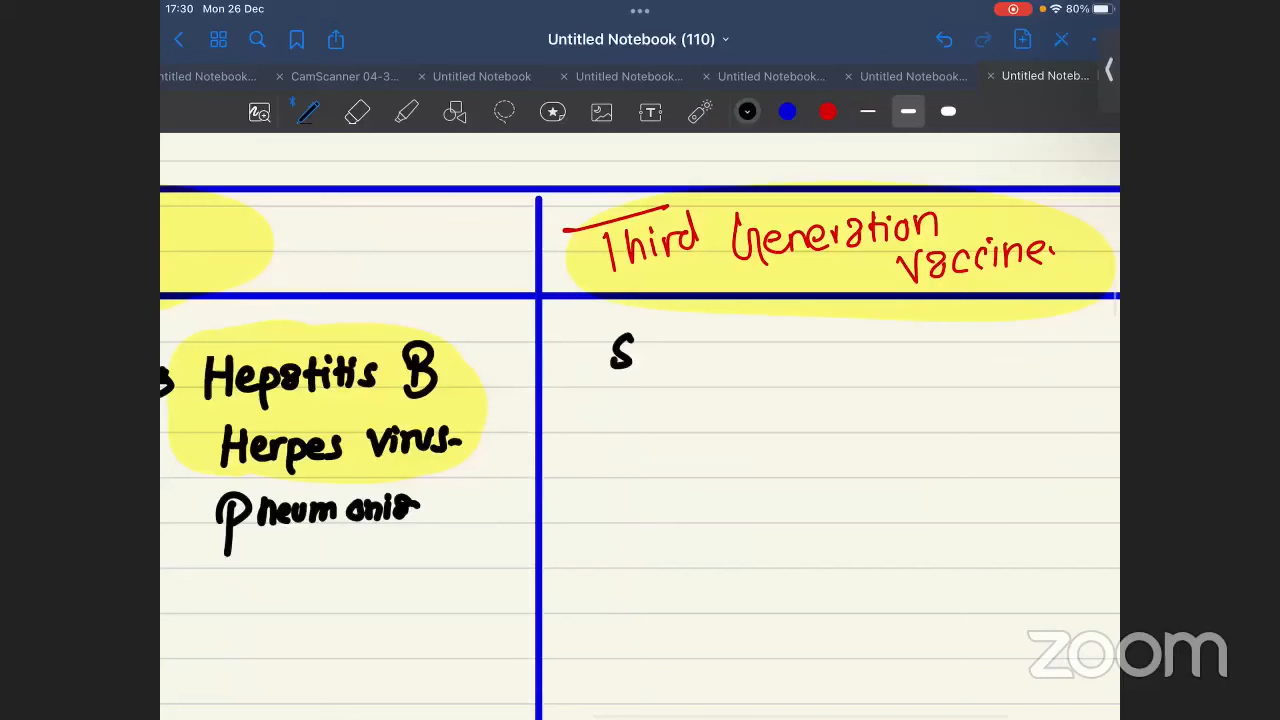 17:30 Mon 26 Dec
80%
Untitled Notebook (110)
ntitled Notebook...
CamScanner 04-3...
Untitled Notebook
Untitled Notebook...
Untitled Notebook...
Untitled Notebook...
Untitled Noteb...
Third Generation
Vaccine.
S
Hepatitis B
Herpes virus-
Pneumonia
zoom